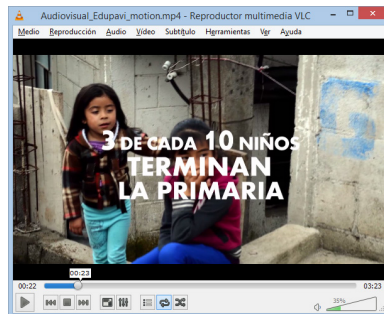 Audiovisual_Edupavi_motion.mp4 - Reproductor multimedia VLC
Medio Reproducción Audio Vídeo Subtítulo Herramientas Ver Ayuda
3 DE CADA 10 NIÑOS
TERMINAN
LA PRIMARIA
00:23
00:22 03:23
38%